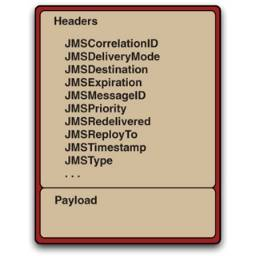 Headers
JMSCorrelationID
JMSDeliveryMode
JMSDestination
JMSExpiration
JMSMessageID
JMSPriority
JMSRedelivered
JMSReployTo
JMSTimestamp
JMSType
. . .
Payload